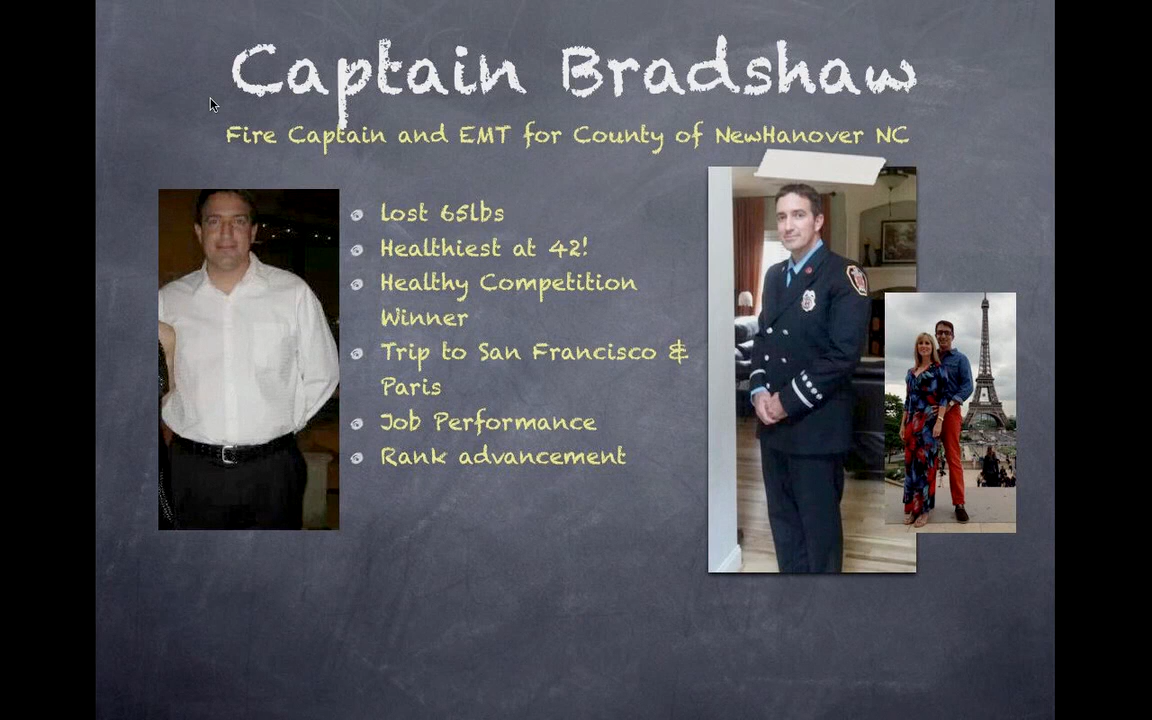 Captain Bradshaw
Fire Captain and EMT for County of NewHanover NC
lost 65lbs
Healthiest at 42!
Healthy Competition
Winner
Trip to San Francisco &
Paris
Job Performance
Rank advancement